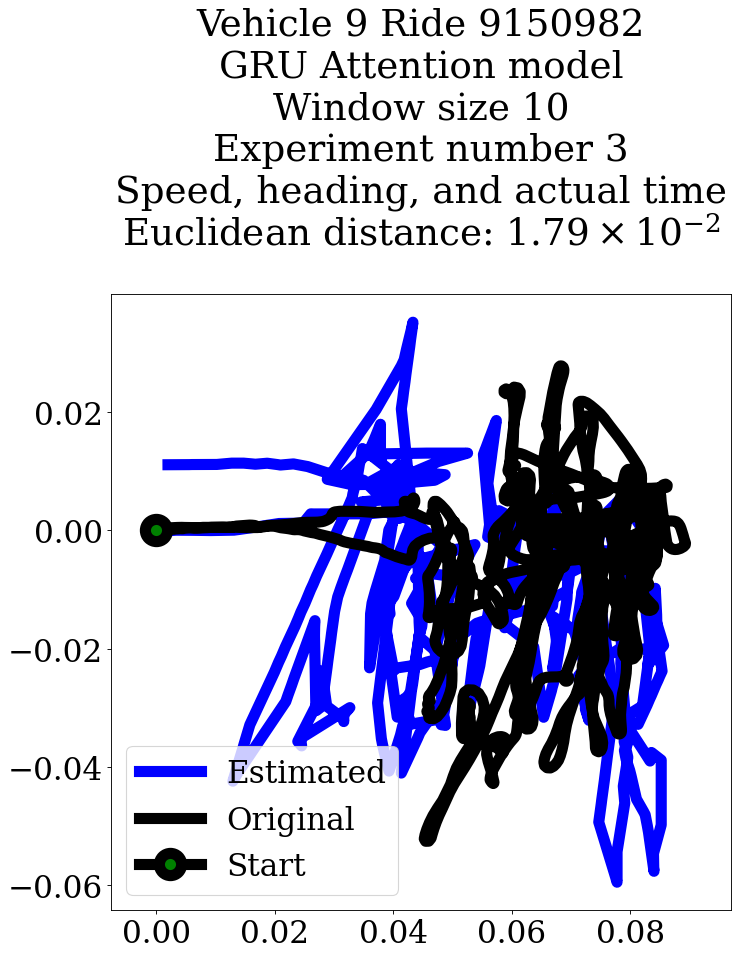 Vehicle 9 Ride 9150982
GRU Attention model
Window size 10
Experiment number 3
Speed, heading, and actual time
Euclidean distance: 1.79 × 10⁻²
0.02
0.00
−0.02
−0.04
−0.06
Estimated
Original
Start
0.00 0.02 0.04 0.06 0.08